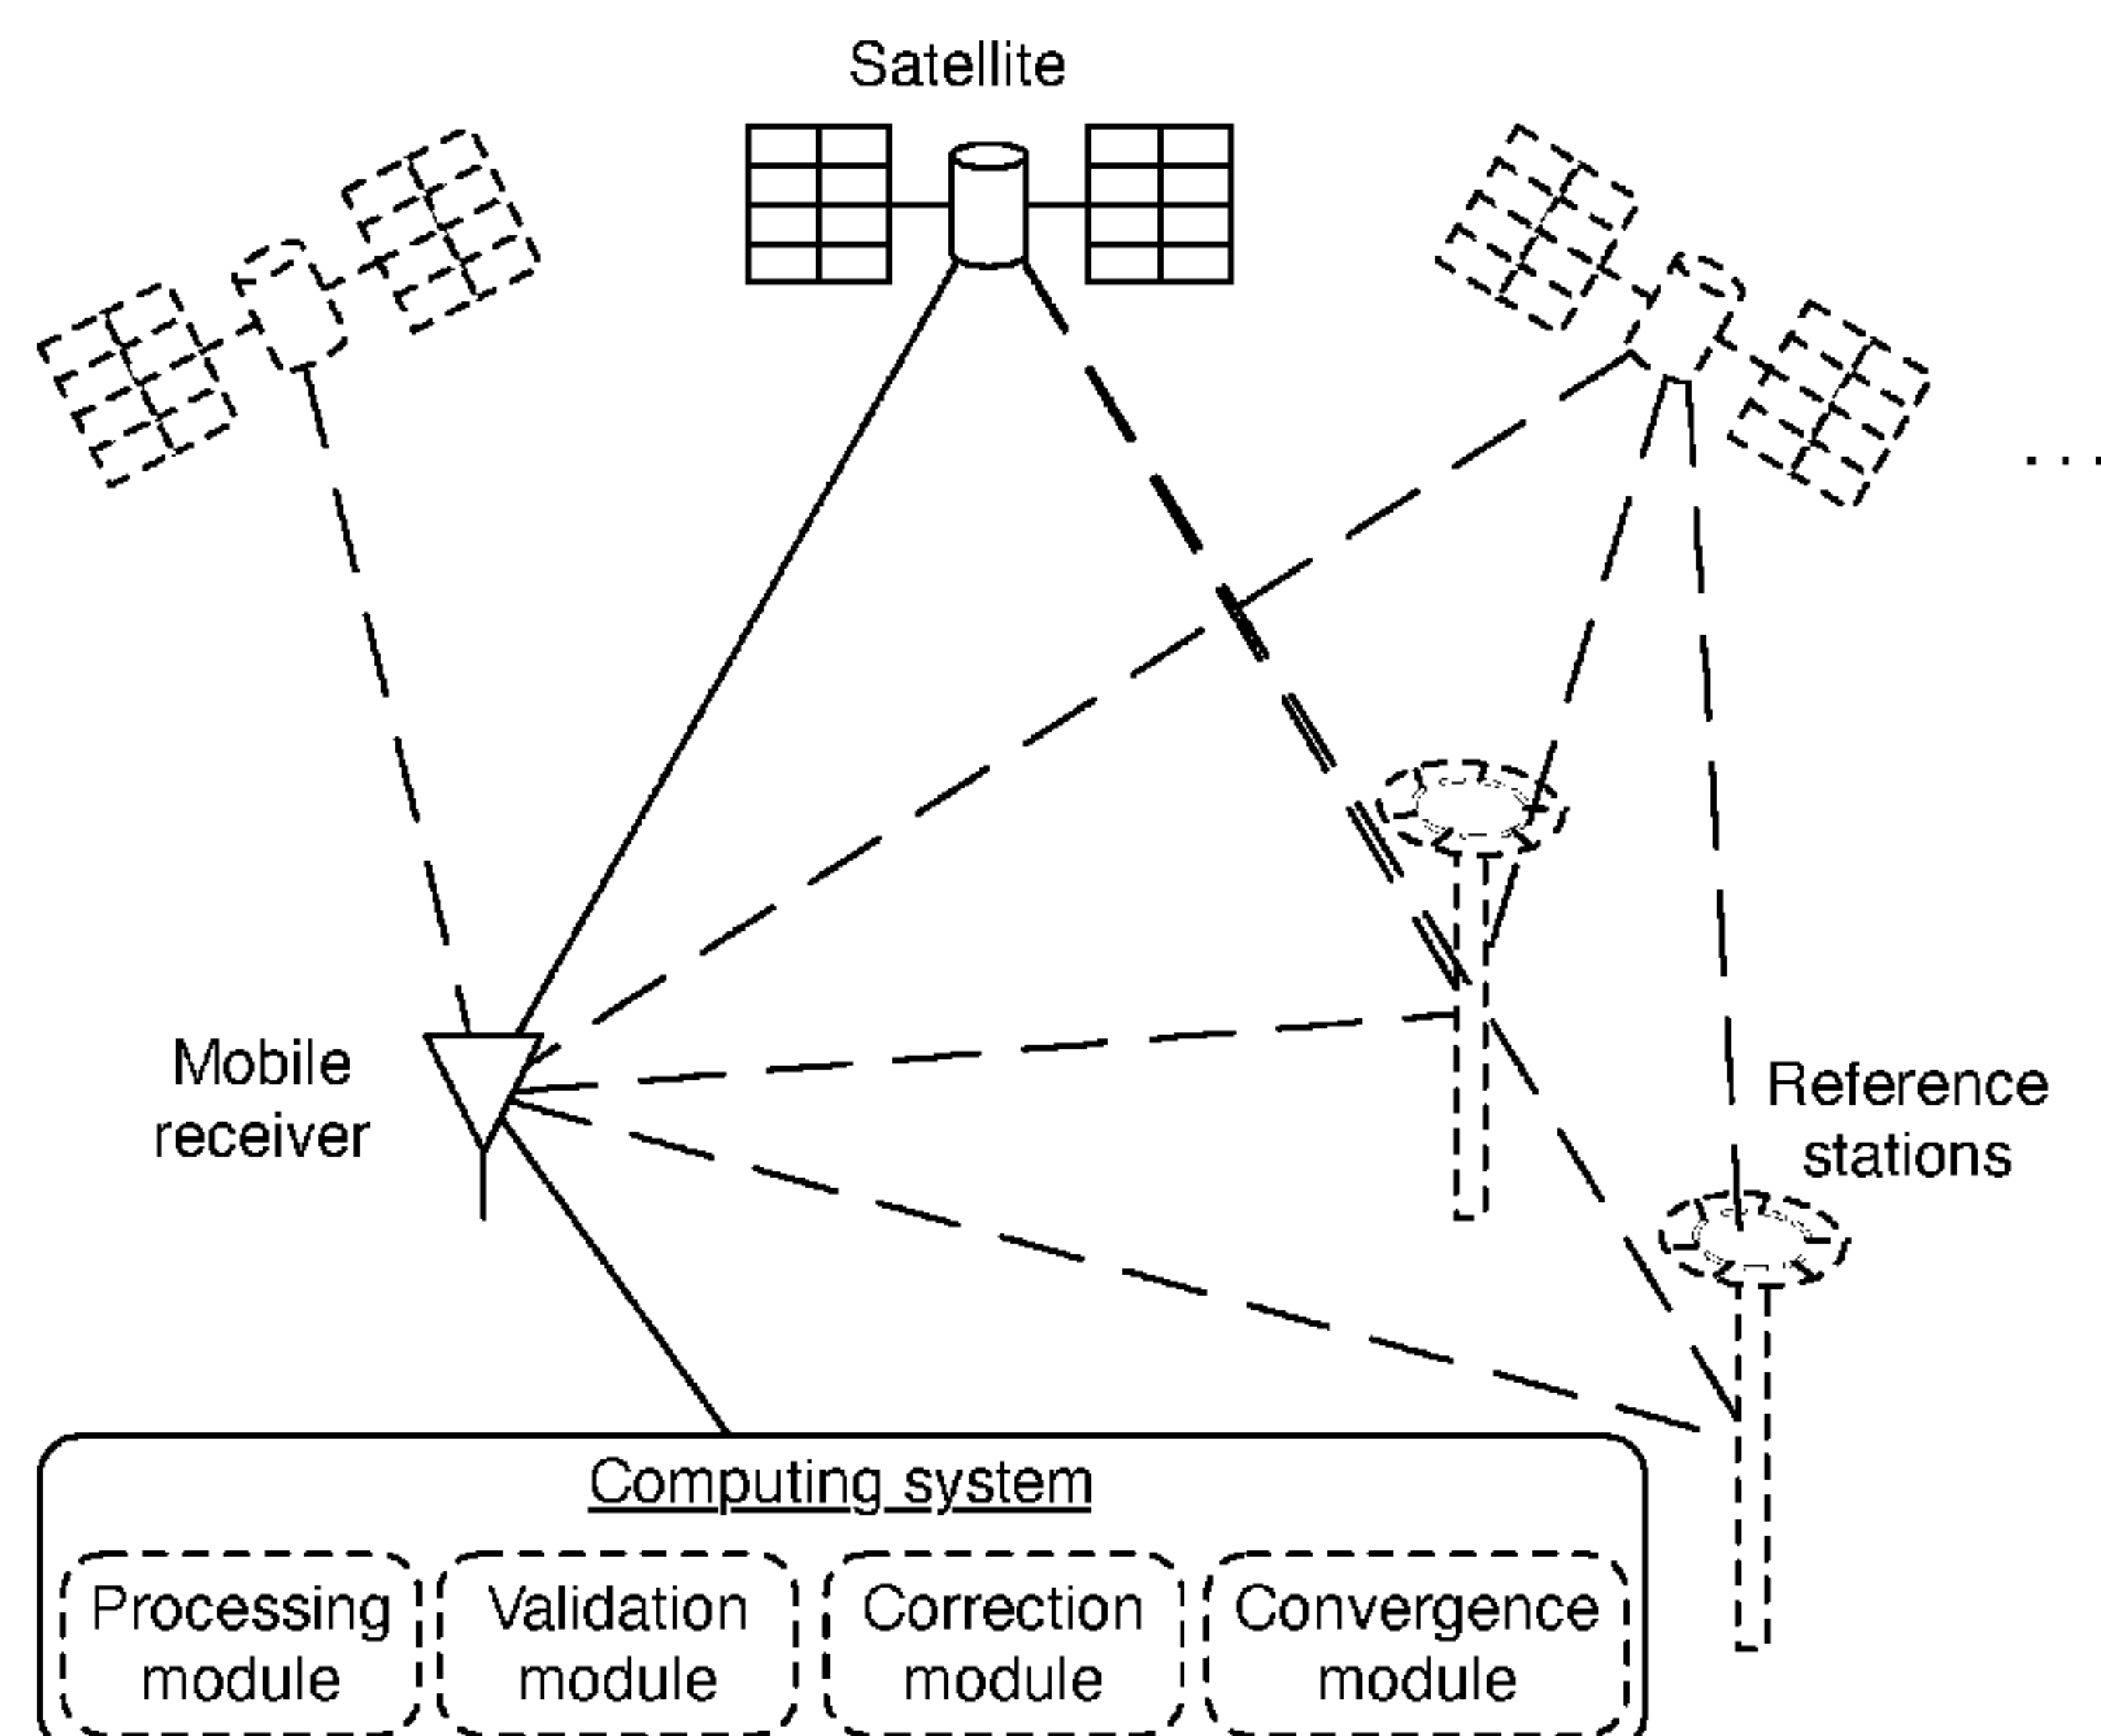 Satellite
...
Mobile
receiver
Reference
stations
Computing system
Processing
module
Validation
module
Correction
module
Convergence
module